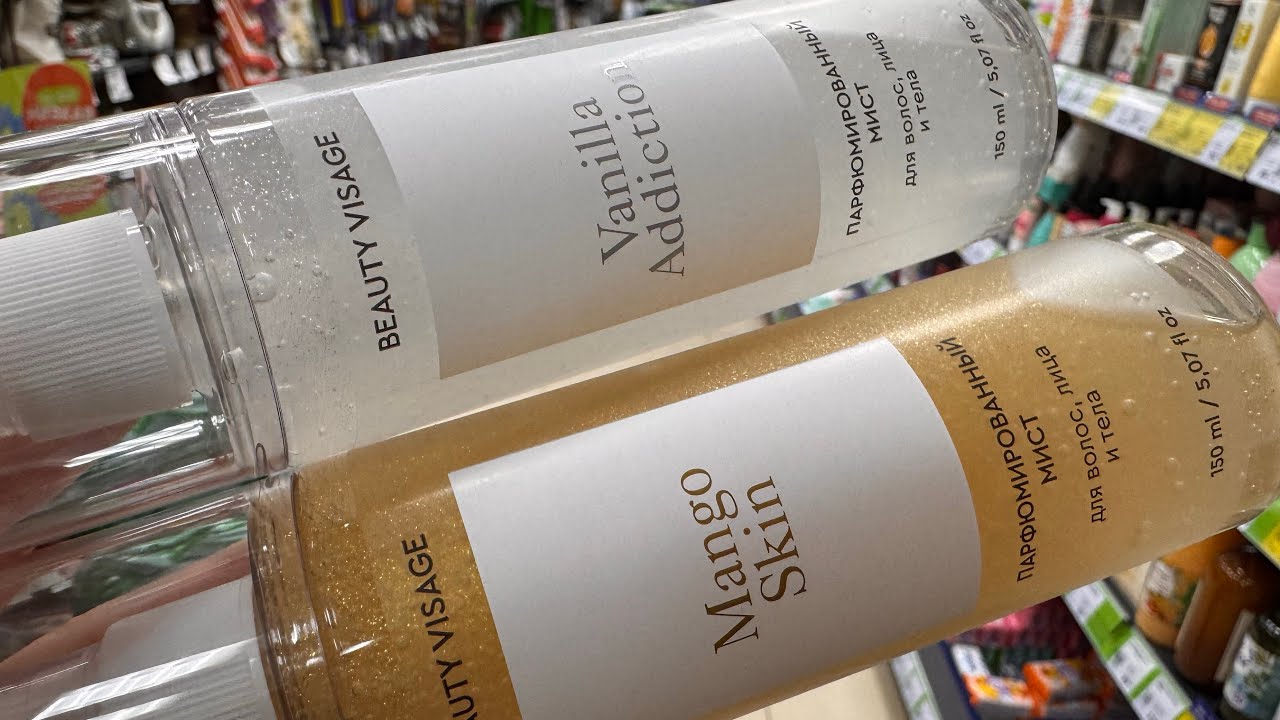 BEAUTY VISAGE
Vanilla
Addiction
ПАРФЮМИРОВАННЫЙ
МИСТ
для волос, лица
и тела
150 ml / 5,07 fl oz
BEAUTY VISAGE
Mango
Skin
ПАРФЮМИРОВАННЫЙ
МИСТ
для волос, лица
и тела
150 ml / 5,07 fl oz